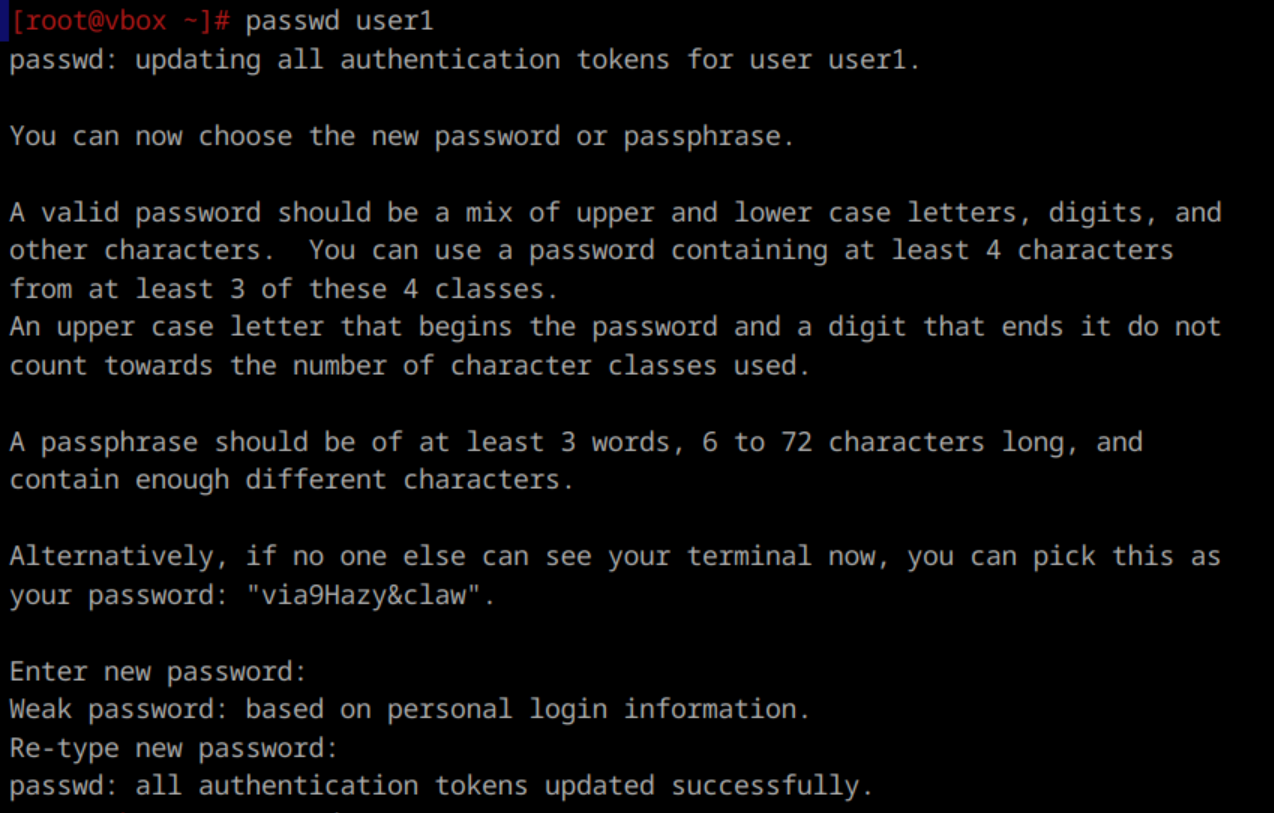 [root@vbox ~]# passwd user1
passwd: updating all authentication tokens for user user1.
You can now choose the new password or passphrase.
A valid password should be a mix of upper and lower case letters, digits, and
other characters.  You can use a password containing at least 4 characters
from at least 3 of these 4 classes.
An upper case letter that begins the password and a digit that ends it do not
count towards the number of character classes used.
A passphrase should be of at least 3 words, 6 to 72 characters long, and
contain enough different characters.
Alternatively, if no one else can see your terminal now, you can pick this as
your password: "via9Hazy&claw".
Enter new password:
Weak password: based on personal login information.
Re-type new password:
passwd: all authentication tokens updated successfully.